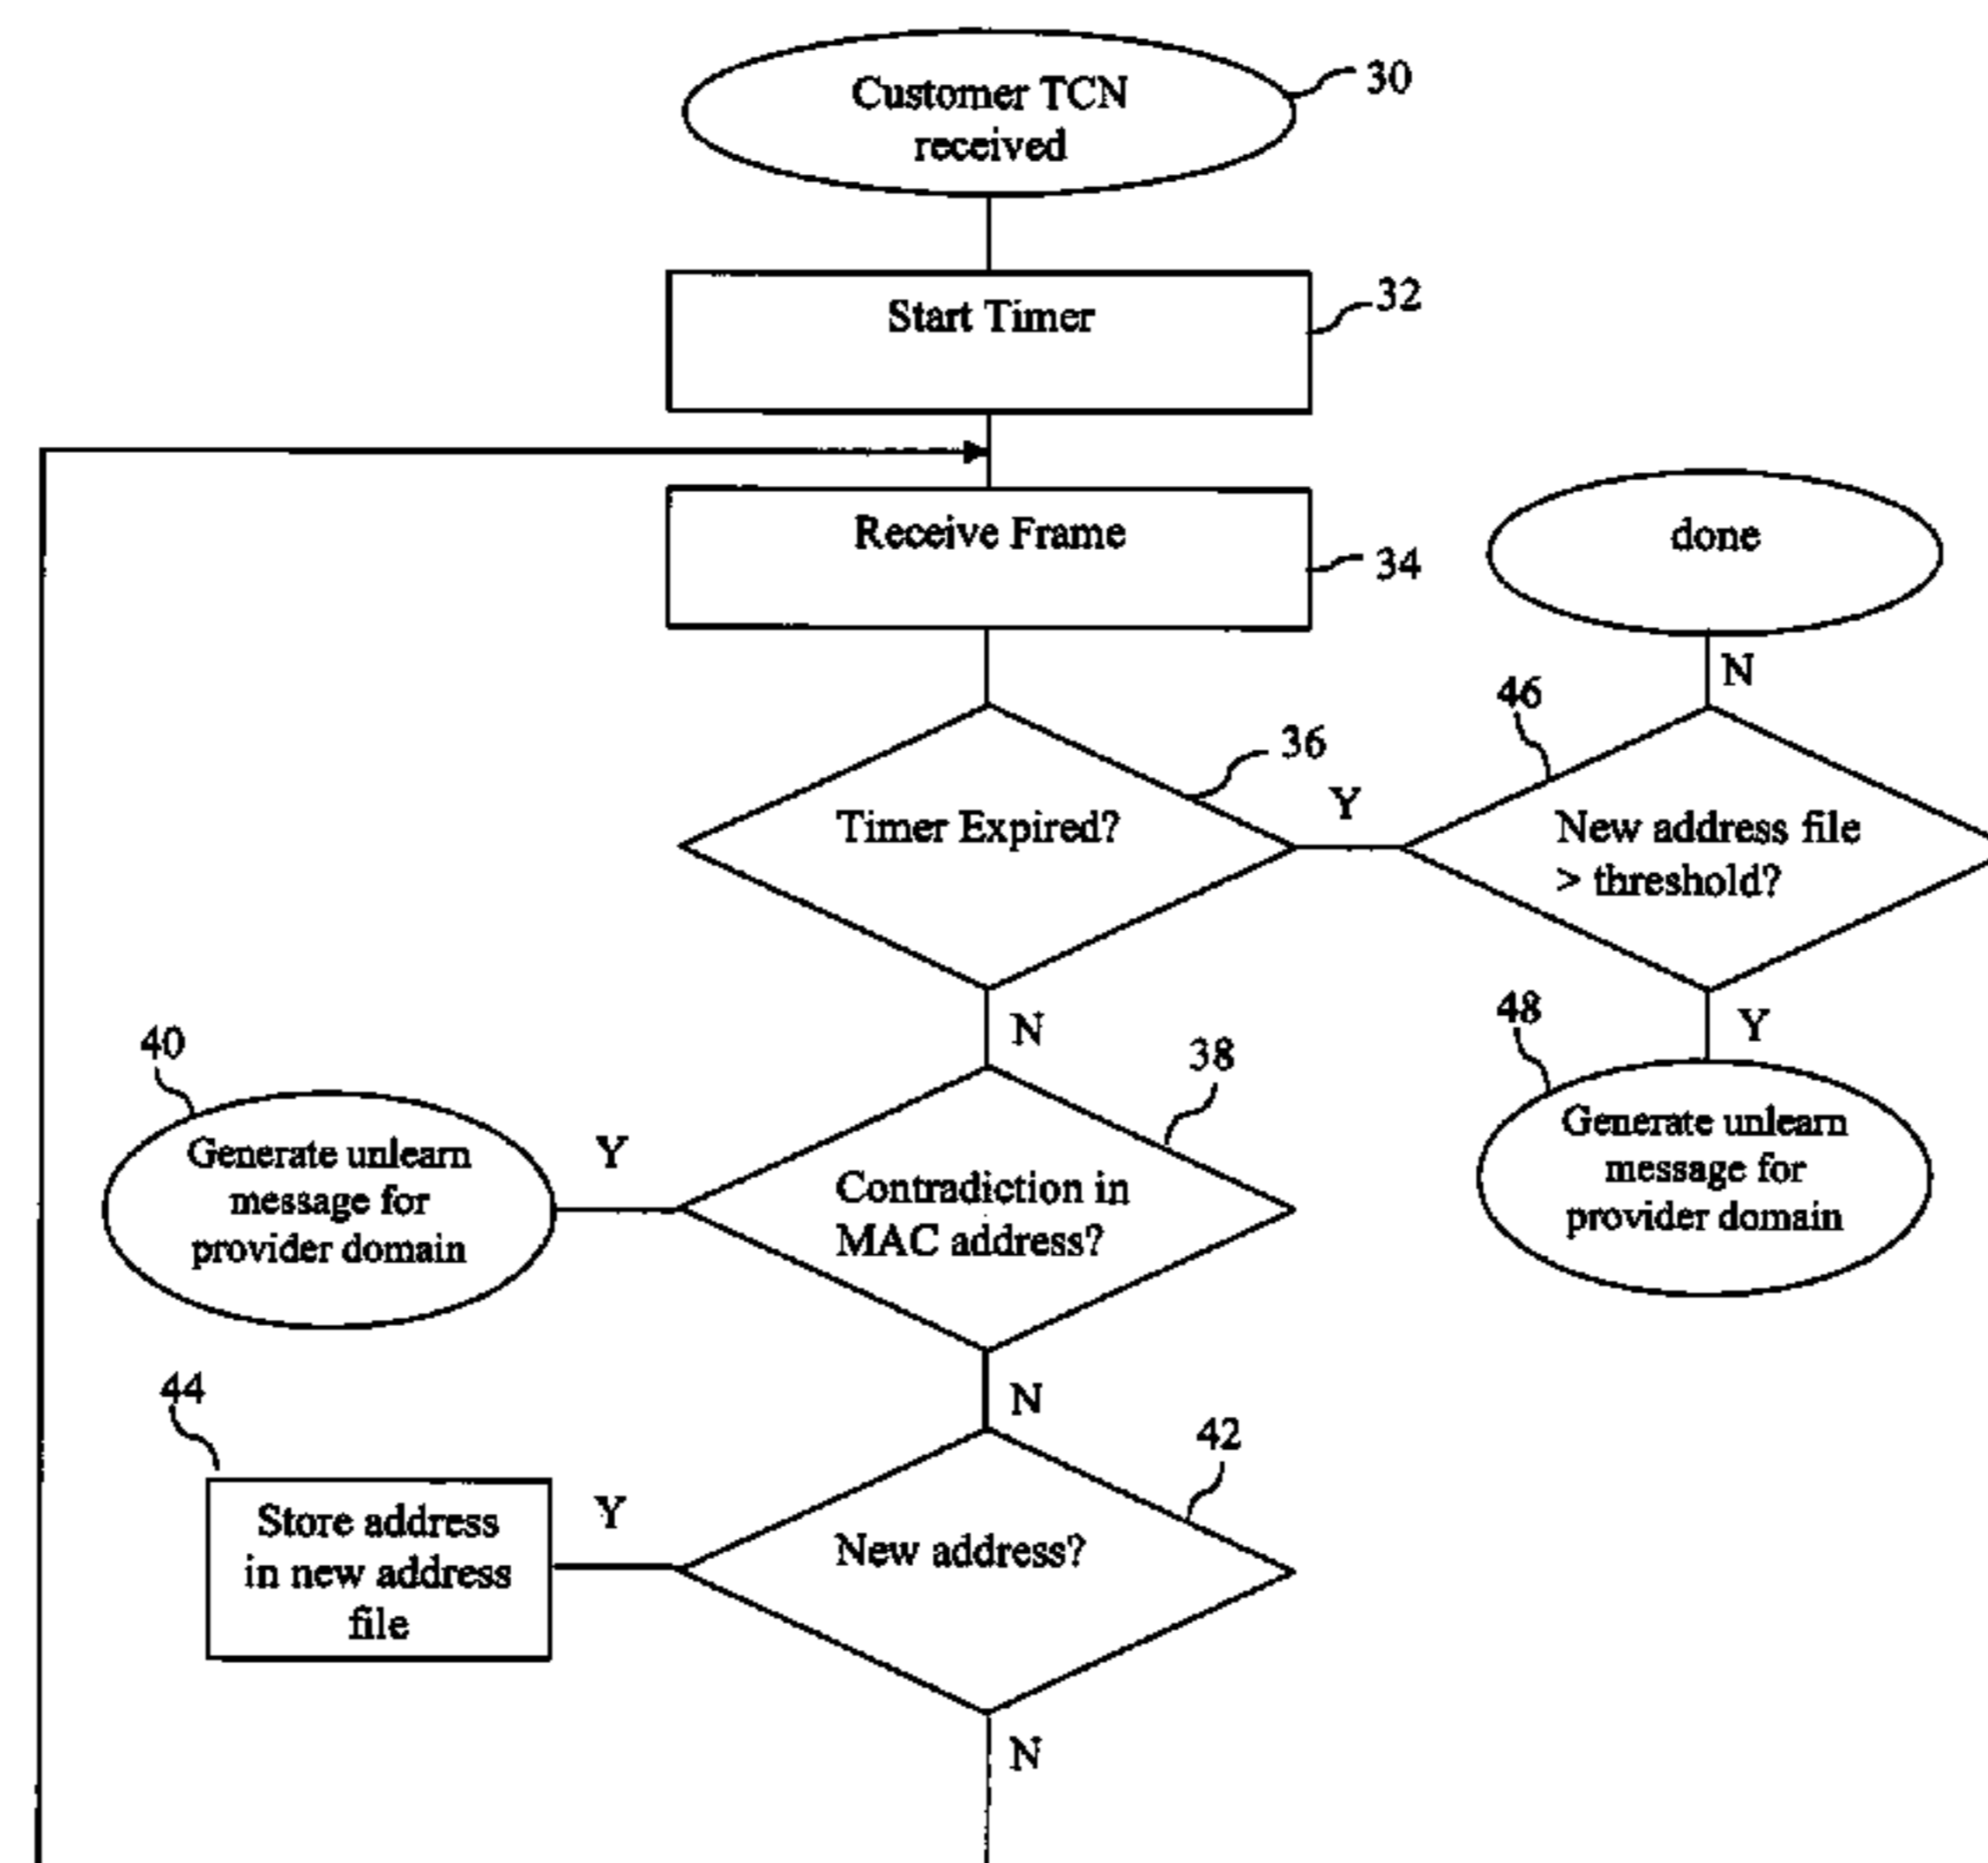 Customer TCN
received
30
Start Timer
32
Receive Frame
34
done
N
46
36
Timer Expired?
Y
New address file
> threshold?
N
48
Y
40
38
Generate unlearn
message for
provider domain
Y
Contradiction in
MAC address?
Generate unlearn
message for
provider domain
44
N
42
Store address
in new address
file
Y
New address?
N